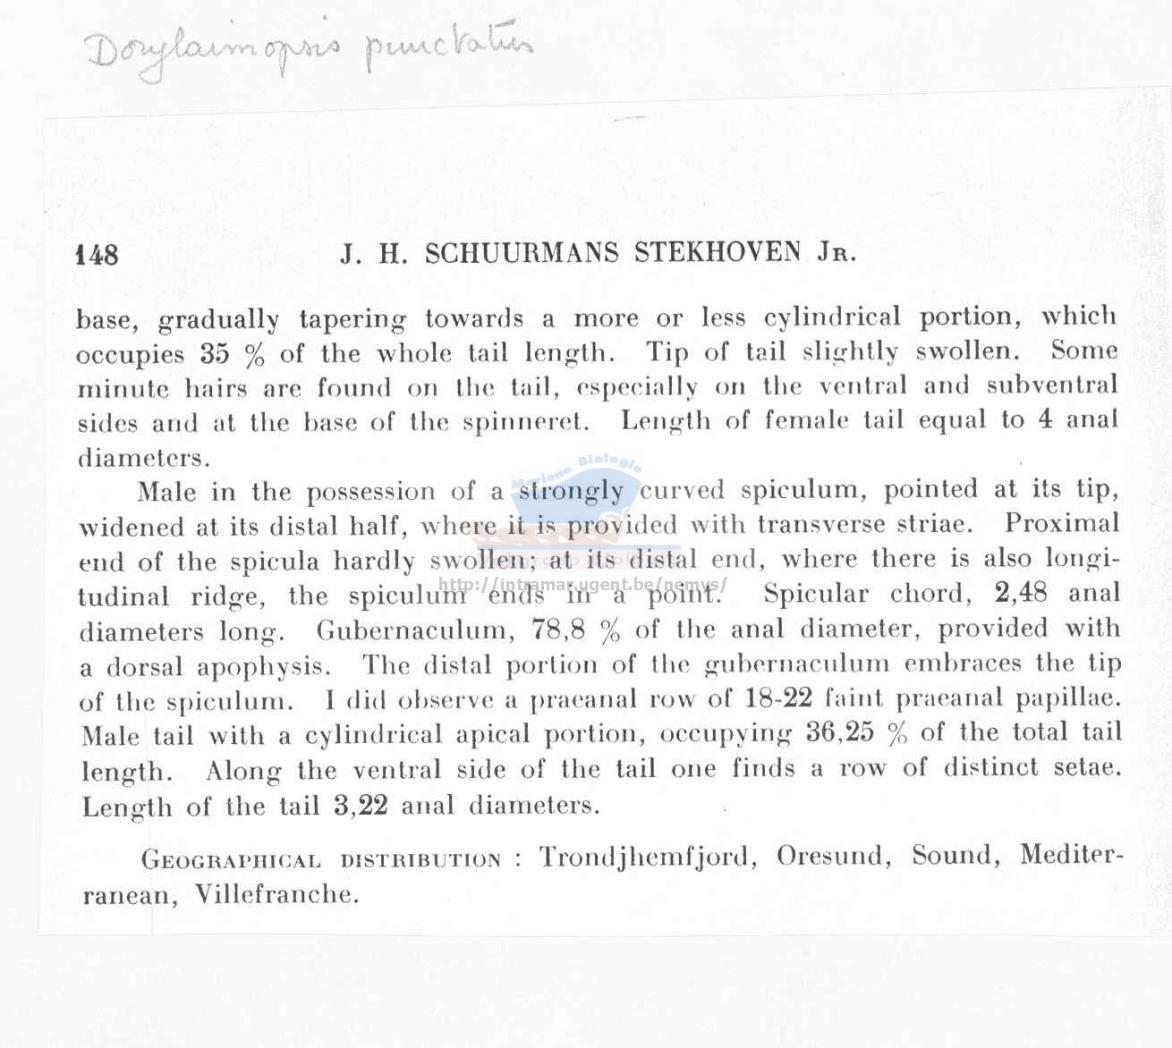 Dorylaimopsis punctatus
148 J. H. SCHUURMANS STEKHOVEN JR.
base, gradually tapering towards a more or less cylindrical portion, which
occupies 35 % of the whole tail length. Tip of tail slightly swollen. Some
minute hairs are found on the tail, especially on the ventral and subventral
sides and at the base of the spinneret. Length of female tail equal to 4 anal
diameters.
Male in the possession of a strongly curved spiculum, pointed at its tip,
widened at its distal half, where it is provided with transverse striae. Proximal
end of the spicula hardly swollen; at its distal end, where there is also longi-
tudinal ridge, the spiculum ends in a point. Spicular chord, 2,48 anal
diameters long. Gubernaculum, 78,8 % of the anal diameter, provided with
a dorsal apophysis. The distal portion of the gubernaculum embraces the tip
of the spiculum. I did observe a praeanal row of 18-22 faint praeanal papillae.
Male tail with a cylindrical apical portion, occupying 36,25 % of the total tail
length. Along the ventral side of the tail one finds a row of distinct setae.
Length of the tail 3,22 anal diameters.
GEOGRAPHICAL DISTRIBUTION : Trondjhemfjord, Oresund, Sound, Mediter-
ranean, Villefranche.
Mariene Biologie
http://intramar.ugent.be/nemys/